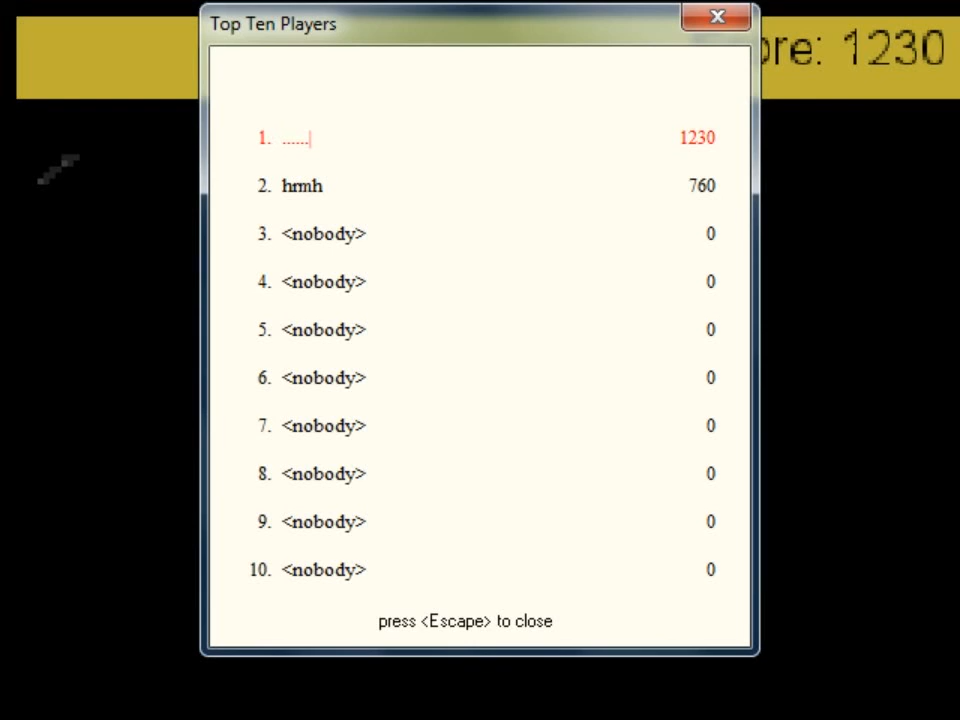 Top Ten Players
ore: 1230
1. ...... 1230
2. hrmh 760
3. <nobody> 0
4. <nobody> 0
5. <nobody> 0
6. <nobody> 0
7. <nobody> 0
8. <nobody> 0
9. <nobody> 0
10. <nobody> 0
press <Escape> to close